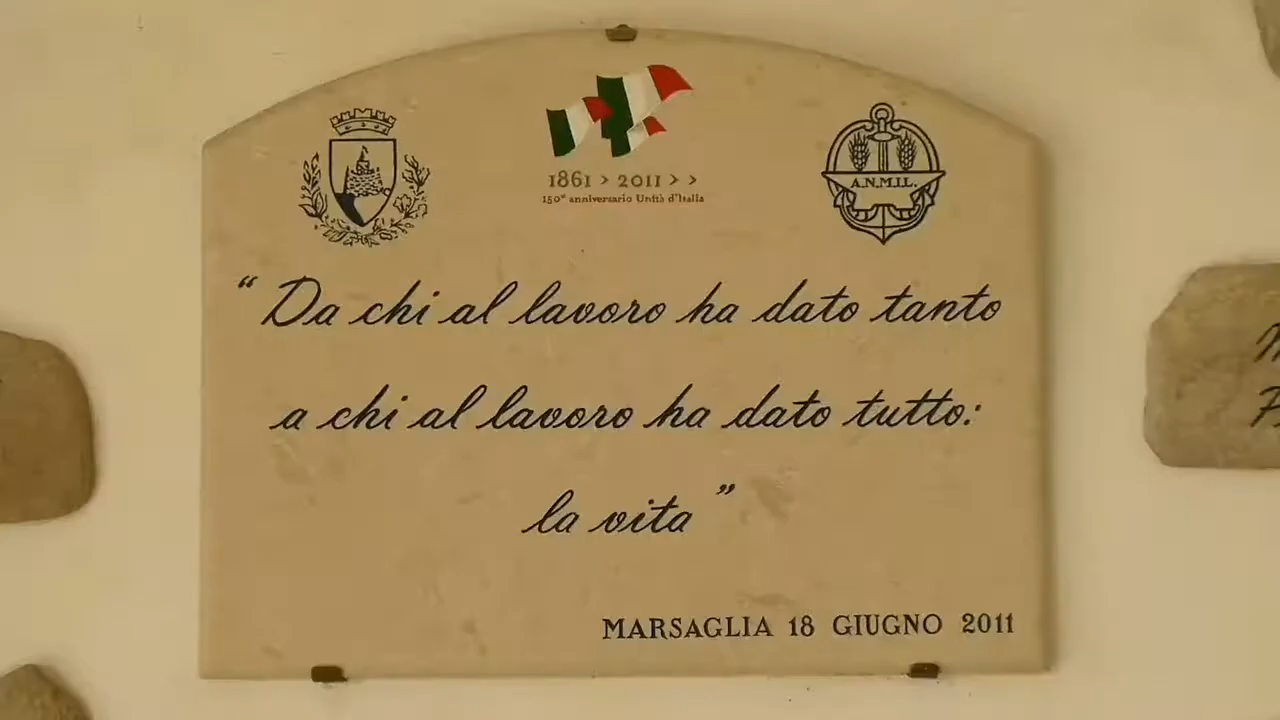 1861 > 2011 > >
150° anniversario Unità d'Italia
A.N.M.I.L.
“ Da chi al lavoro ha dato tanto
a chi al lavoro ha dato tutto:
la vita ”
MARSAGLIA 18 GIUGNO 2011